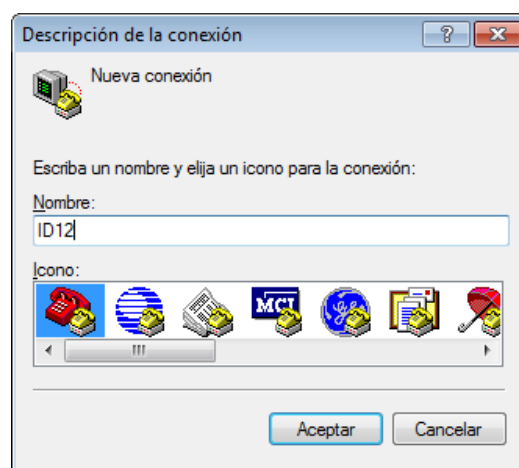 Descripción de la conexión
Nueva conexión
Escriba un nombre y elija un icono para la conexión:
Nombre:
ID12
Icono:
MCI
Aceptar
Cancelar